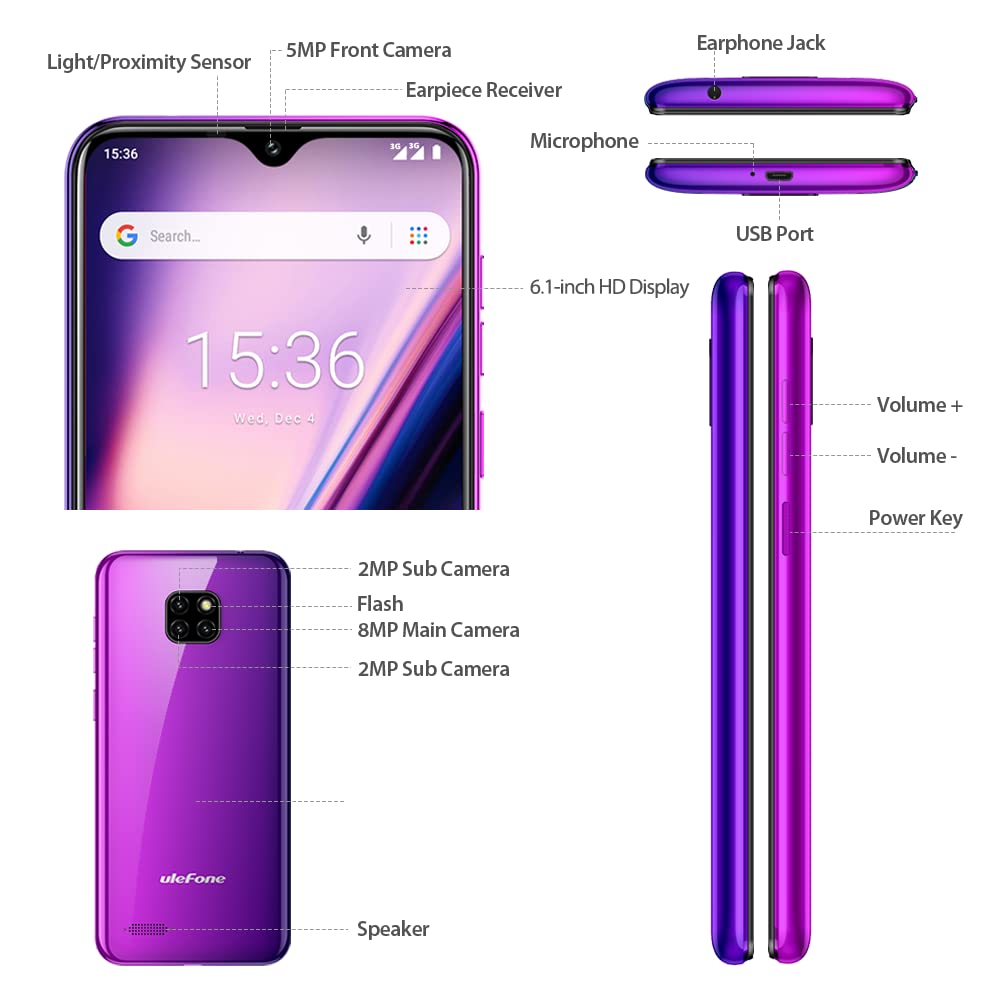 5MP Front Camera
Light/Proximity Sensor
Earpiece Receiver
15:36
3G 3G
Search...
6.1-inch HD Display
15:36
Wed, Dec 4
Earphone Jack
Microphone
USB Port
Volume +
Volume -
Power Key
2MP Sub Camera
Flash
8MP Main Camera
2MP Sub Camera
uleFone
Speaker